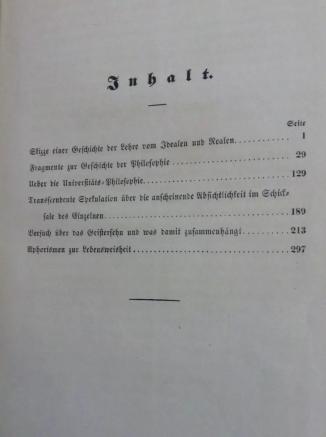 Inhalt.
Seite
Skizze einer Geschichte der Lehre vom Idealen und Realen. . . . . . . . . . . 1
Fragmente zur Geschichte der Philosophie . . . . . . . . . . . . . . . . . . . . . . . 29
Ueber die Universitäts-Philosophie. . . . . . . . . . . . . . . . . . . . . . . . . . . . . 129
Transscendente Spekulation über die anscheinende Absichtlichkeit im Schick-
sale des Einzelnen . . . . . . . . . . . . . . . . . . . . . . . . . . . . . . . . . . . . 189
Versuch über das Geistersehn und was damit zusammenhängt . . . . . . . . . . 213
Aphorismen zur Lebensweisheit . . . . . . . . . . . . . . . . . . . . . . . . . . . . . . 297